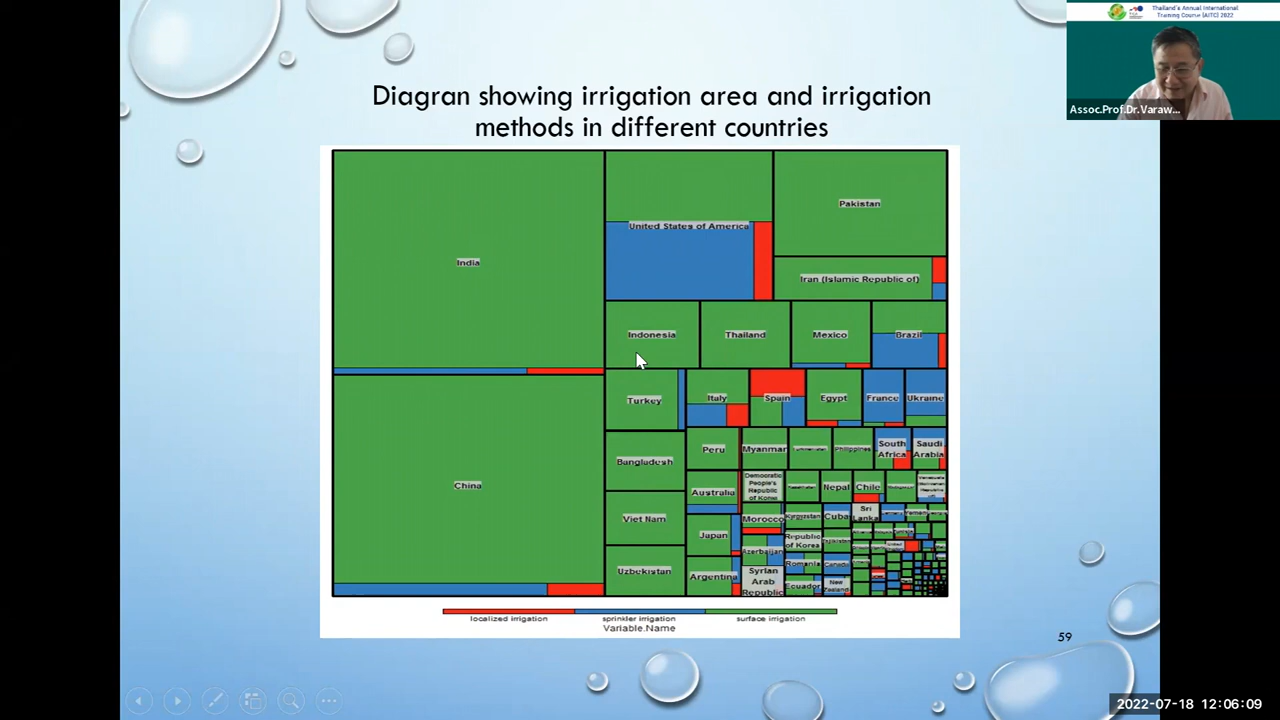 Thailand's Annual International
Training Course (AITC) 2022
Assoc.Prof.Dr.Varaw...
Diagran showing irrigation area and irrigation
methods in different countries
India
United States of America
Pakistan
Iran (Islamic Republic of)
Indonesia
Thailand
Mexico
Brazil
Turkey
Italy
Spain
Egypt
France
Ukraine
China
Bangladesh
Peru
Myanmar
Philippines
South
Africa
Saudi
Arabia
Australia
Democratic
People's
Republic
of Korea
Nepal
Chile
Viet Nam
Japan
Morocco
Kyrgyzstan
Cuba
Sri
Lanka
Republic
of Korea
Azerbaijan
Uzbekistan
Argentina
Syrian
Arab
Republic
Romania
Canada
Ecuador
New
Zealand
localized irrigation
sprinkler irrigation
surface irrigation
Variable.Name
59
2022-07-18 12:06:09